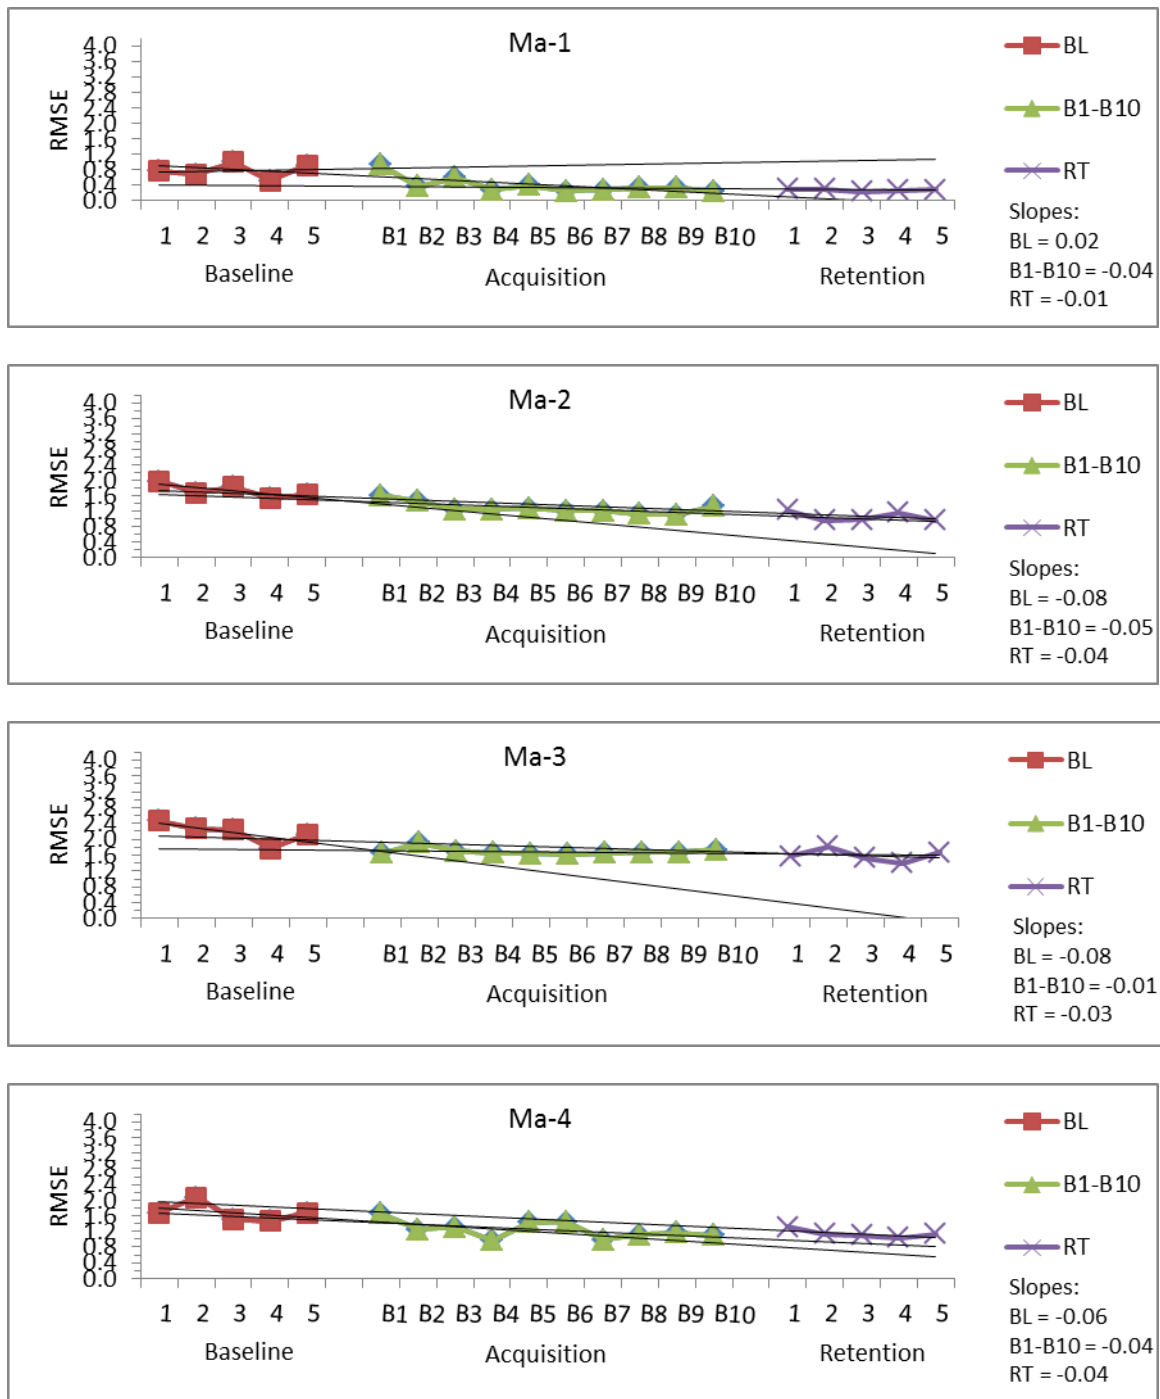 Ma-1
RMSE
4.0
3.6
3.2
2.8
2.4
2.0
1.6
1.2
0.8
0.4
0.0
1 2 3 4 5 B1 B2 B3 B4 B5 B6 B7 B8 B9 B10 1 2 3 4 5
Baseline Acquisition Retention
BL
B1-B10
RT
Slopes:
BL = 0.02
B1-B10 = -0.04
RT = -0.01
Ma-2
RMSE
4.0
3.6
3.2
2.8
2.4
2.0
1.6
1.2
0.8
0.4
0.0
1 2 3 4 5 B1 B2 B3 B4 B5 B6 B7 B8 B9 B10 1 2 3 4 5
Baseline Acquisition Retention
BL
B1-B10
RT
Slopes:
BL = -0.08
B1-B10 = -0.05
RT = -0.04
Ma-3
RMSE
4.0
3.6
3.2
2.8
2.4
2.0
1.6
1.2
0.8
0.4
0.0
1 2 3 4 5 B1 B2 B3 B4 B5 B6 B7 B8 B9 B10 1 2 3 4 5
Baseline Acquisition Retention
BL
B1-B10
RT
Slopes:
BL = -0.08
B1-B10 = -0.01
RT = -0.03
Ma-4
RMSE
4.0
3.6
3.2
2.8
2.4
2.0
1.6
1.2
0.8
0.4
0.0
1 2 3 4 5 B1 B2 B3 B4 B5 B6 B7 B8 B9 B10 1 2 3 4 5
Baseline Acquisition Retention
BL
B1-B10
RT
Slopes:
BL = -0.06
B1-B10 = -0.04
RT = -0.04